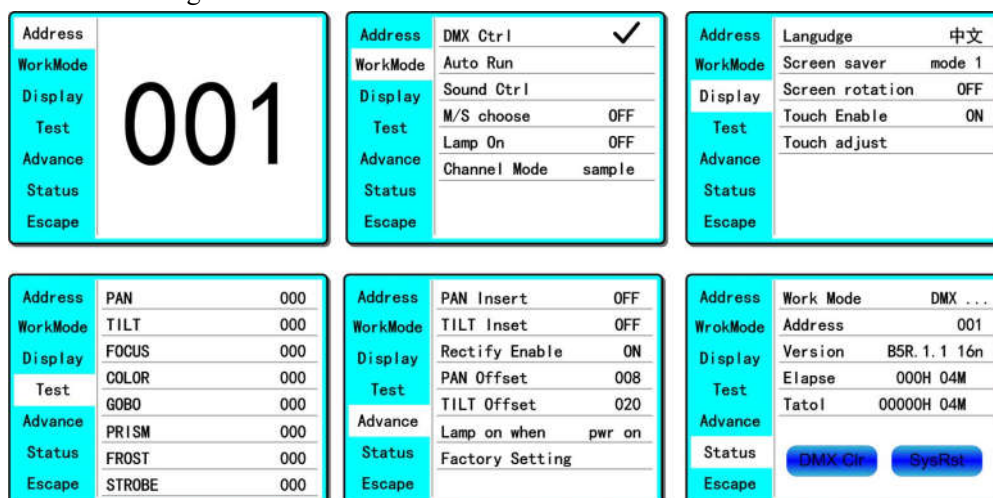 Address
WorkMode
Display
Test
Advance
Status
Escape
001
Address
WorkMode
Display
Test
Advance
Status
Escape
DMX Ctrl
Auto Run
Sound Ctrl
M/S choose OFF
Lamp On OFF
Channel Mode sample
Address
WorkMode
Display
Test
Advance
Status
Escape
Langudge 中文
Screen saver mode 1
Screen rotation OFF
Touch Enable ON
Touch adjust
Address
WorkMode
Display
Test
Advance
Status
Escape
PAN 000
TILT 000
FOCUS 000
COLOR 000
GOBO 000
PRISM 000
FROST 000
STROBE 000
Address
WorkMode
Display
Test
Advance
Status
Escape
PAN Insert OFF
TILT Inset OFF
Rectify Enable ON
PAN Offset 008
TILT Offset 020
Lamp on when pwr on
Factory Setting
Address
WrokMode
Display
Test
Advance
Status
Escape
Work Mode DMX ...
Address 001
Version B5R.1.1 16n
Elapse 000H 04M
Tatol 00000H 04M
DMX Clr SysRst